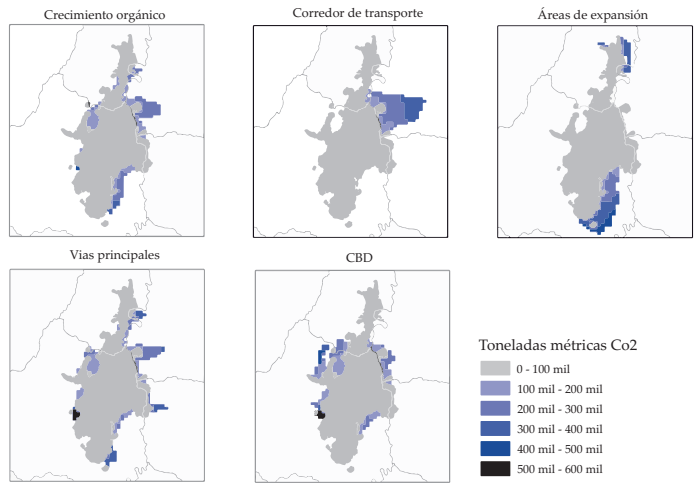 Crecimiento orgánico
Corredor de transporte
Áreas de expansión
Vias principales
CBD
Toneladas métricas Co2
0 - 100 mil
100 mil - 200 mil
200 mil - 300 mil
300 mil - 400 mil
400 mil - 500 mil
500 mil - 600 mil